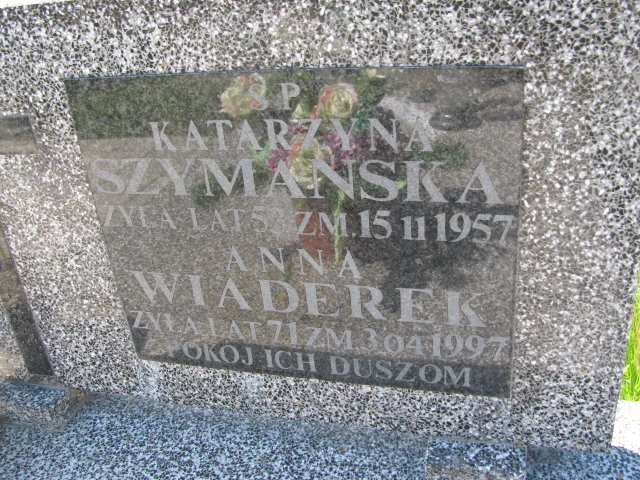 Ś P
KATARZYNA
SZYMAŃSKA
ŻYŁA LAT 53 ZM. 15 11 1957
ANNA
WIADEREK
ŻYŁA LAT 71 ZM. 3.04 1997
POKÓJ ICH DUSZOM